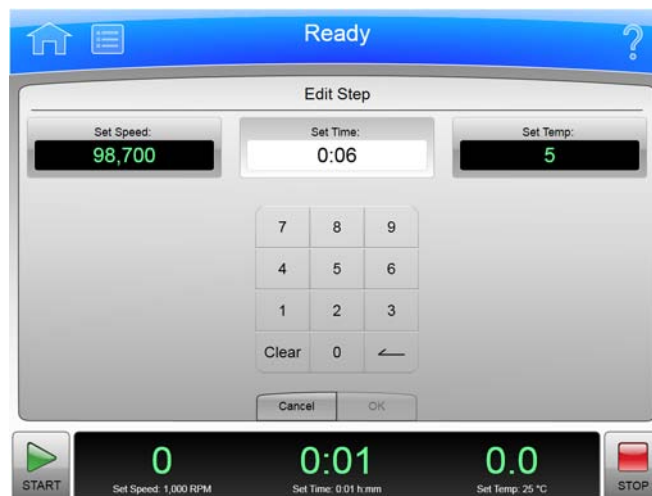 Ready
Edit Step
Set Speed: Set Time: Set Temp:
98,700 0:06 5
7 8 9
4 5 6
1 2 3
Clear 0
Cancel OK
0 0:01 0.0
START Set Speed: 1,000 RPM Set Time: 0:01 h:mm Set Temp: 25 °C STOP